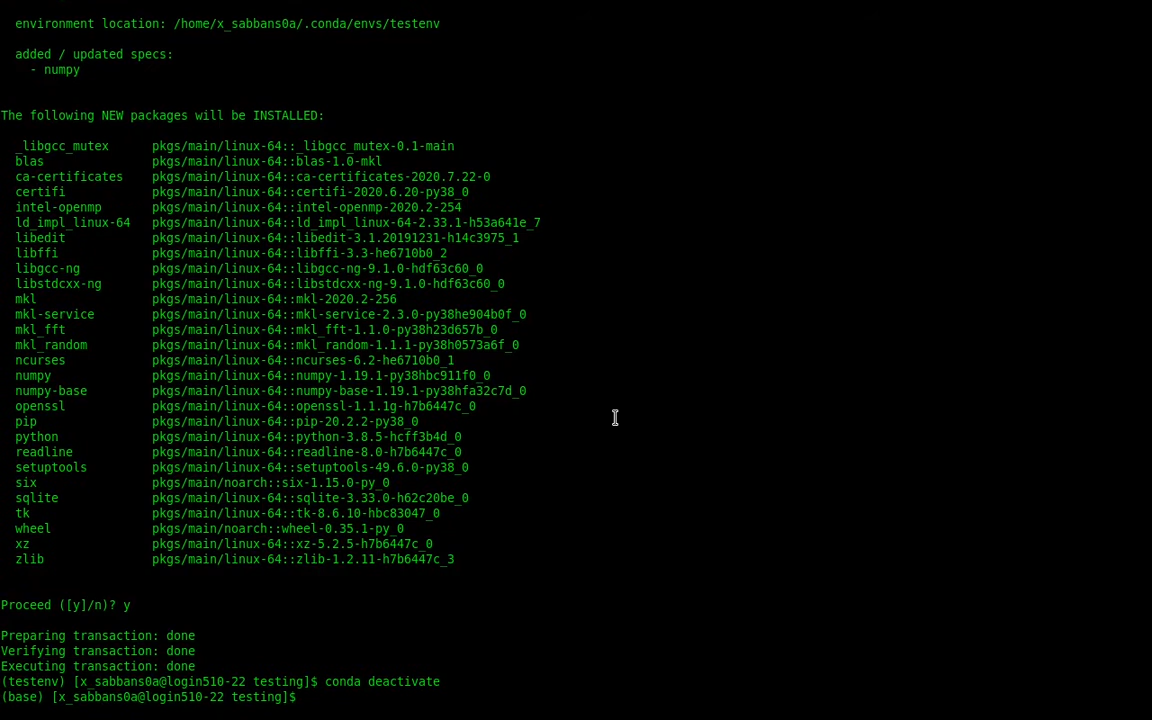 environment location: /home/x_sabbans0a/.conda/envs/testenv
added / updated specs:
- numpy
The following NEW packages will be INSTALLED:
_libgcc_mutex pkgs/main/linux-64::_libgcc_mutex-0.1-main
blas pkgs/main/linux-64::blas-1.0-mkl
ca-certificates pkgs/main/linux-64::ca-certificates-2020.7.22-0
certifi pkgs/main/linux-64::certifi-2020.6.20-py38_0
intel-openmp pkgs/main/linux-64::intel-openmp-2020.2-254
ld_impl_linux-64 pkgs/main/linux-64::ld_impl_linux-64-2.33.1-h53a641e_7
libedit pkgs/main/linux-64::libedit-3.1.20191231-h14c3975_1
libffi pkgs/main/linux-64::libffi-3.3-he6710b0_2
libgcc-ng pkgs/main/linux-64::libgcc-ng-9.1.0-hdf63c60_0
libstdcxx-ng pkgs/main/linux-64::libstdcxx-ng-9.1.0-hdf63c60_0
mkl pkgs/main/linux-64::mkl-2020.2-256
mkl-service pkgs/main/linux-64::mkl-service-2.3.0-py38he904b0f_0
mkl_fft pkgs/main/linux-64::mkl_fft-1.1.0-py38h23d657b_0
mkl_random pkgs/main/linux-64::mkl_random-1.1.1-py38h0573a6f_0
ncurses pkgs/main/linux-64::ncurses-6.2-he6710b0_1
numpy pkgs/main/linux-64::numpy-1.19.1-py38hbc911f0_0
numpy-base pkgs/main/linux-64::numpy-base-1.19.1-py38hfa32c7d_0
openssl pkgs/main/linux-64::openssl-1.1.1g-h7b6447c_0
pip pkgs/main/linux-64::pip-20.2.2-py38_0
python pkgs/main/linux-64::python-3.8.5-hcff3b4d_0
readline pkgs/main/linux-64::readline-8.0-h7b6447c_0
setuptools pkgs/main/linux-64::setuptools-49.6.0-py38_0
six pkgs/main/noarch::six-1.15.0-py_0
sqlite pkgs/main/linux-64::sqlite-3.33.0-h62c20be_0
tk pkgs/main/linux-64::tk-8.6.10-hbc83047_0
wheel pkgs/main/noarch::wheel-0.35.1-py_0
xz pkgs/main/linux-64::xz-5.2.5-h7b6447c_0
zlib pkgs/main/linux-64::zlib-1.2.11-h7b6447c_3
Proceed ([y]/n)? y
Preparing transaction: done
Verifying transaction: done
Executing transaction: done
(testenv) [x_sabbans0a@login510-22 testing]$ conda deactivate
(base) [x_sabbans0a@login510-22 testing]$